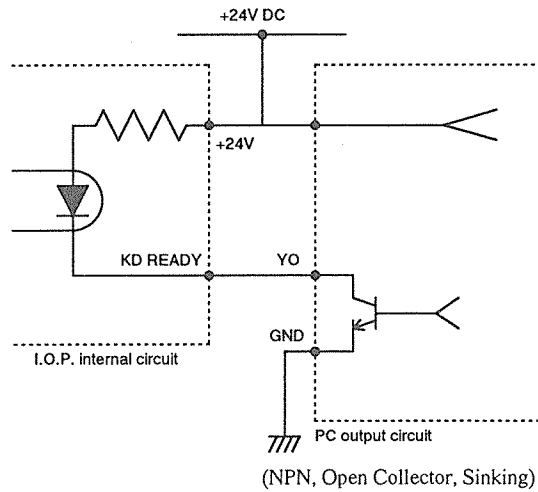 +24V DC
+24V
KD READY
YO
GND
I.O.P. internal circuit
PC output circuit
(NPN, Open Collector, Sinking)